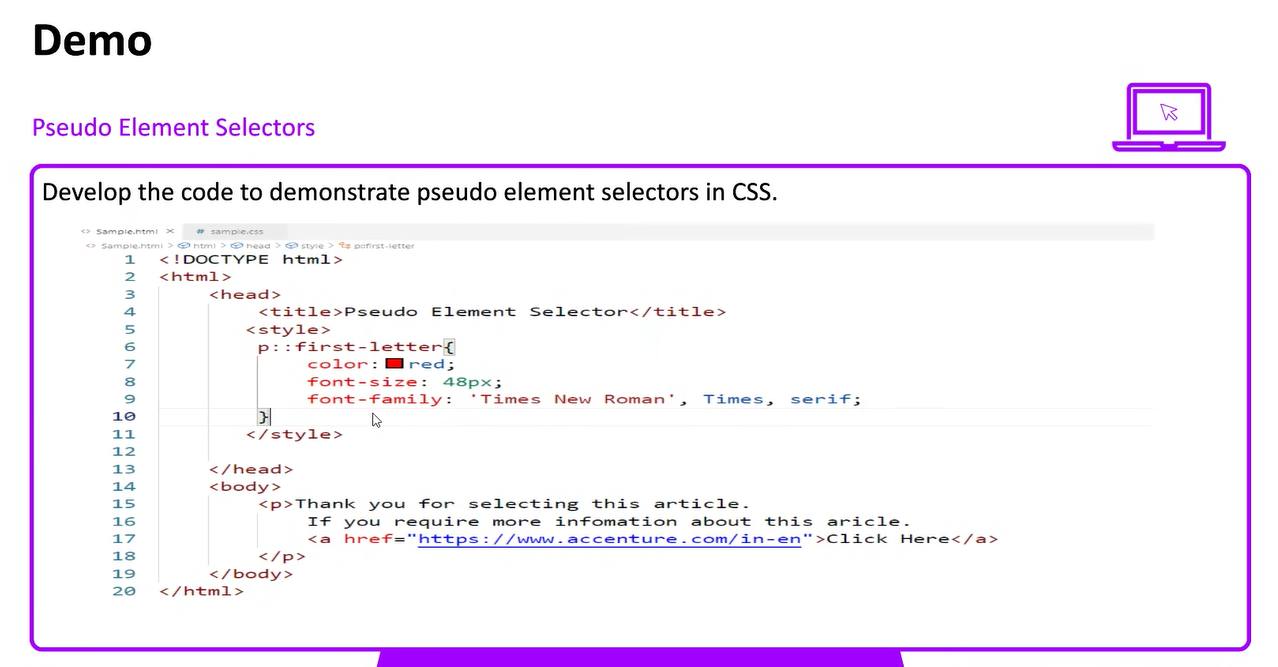 Demo
Pseudo Element Selectors
Develop the code to demonstrate pseudo element selectors in CSS.
<> Sample.html × # sample.css
<> Sample.html > html > head > style > p::first-letter
1 <!DOCTYPE html>
2 <html>
3 <head>
4 <title>Pseudo Element Selector</title>
5 <style>
6 p::first-letter{
7 color: red;
8 font-size: 48px;
9 font-family: 'Times New Roman', Times, serif;
10 }
11 </style>
12
13 </head>
14 <body>
15 <p>Thank you for selecting this article.
16 If you require more infomation about this aricle.
17 <a href="https://www.accenture.com/in-en">Click Here</a>
18 </p>
19 </body>
20 </html>